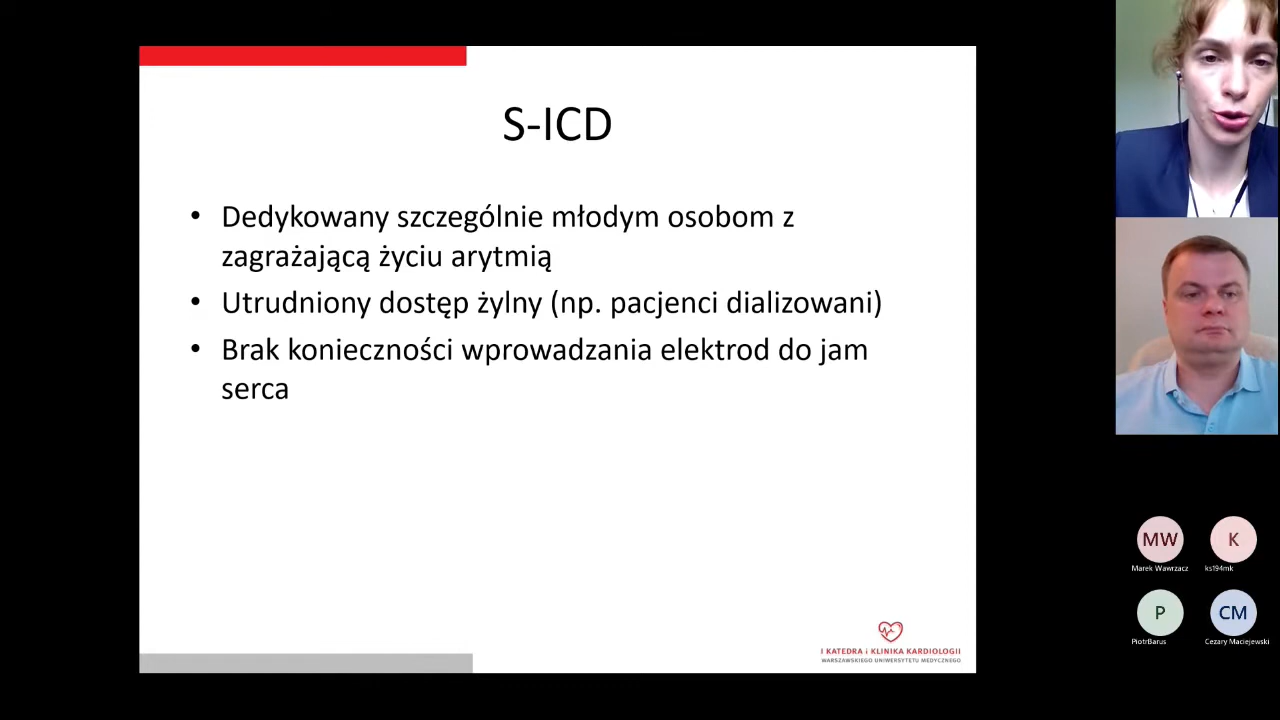 S-ICD
• Dedykowany szczególnie młodym osobom z
zagrażającą życiu arytmią
• Utrudniony dostęp żylny (np. pacjenci dializowani)
• Brak konieczności wprowadzania elektrod do jam
serca
I KATEDRA i KLINIKA KARDIOLOGII
WARSZAWSKIEGO UNIWERSYTETU MEDYCZNEGO
MW
K
Marek Wawrzacz
ks194mk
P
CM
PiotrBarus
Cezary Maciejewski